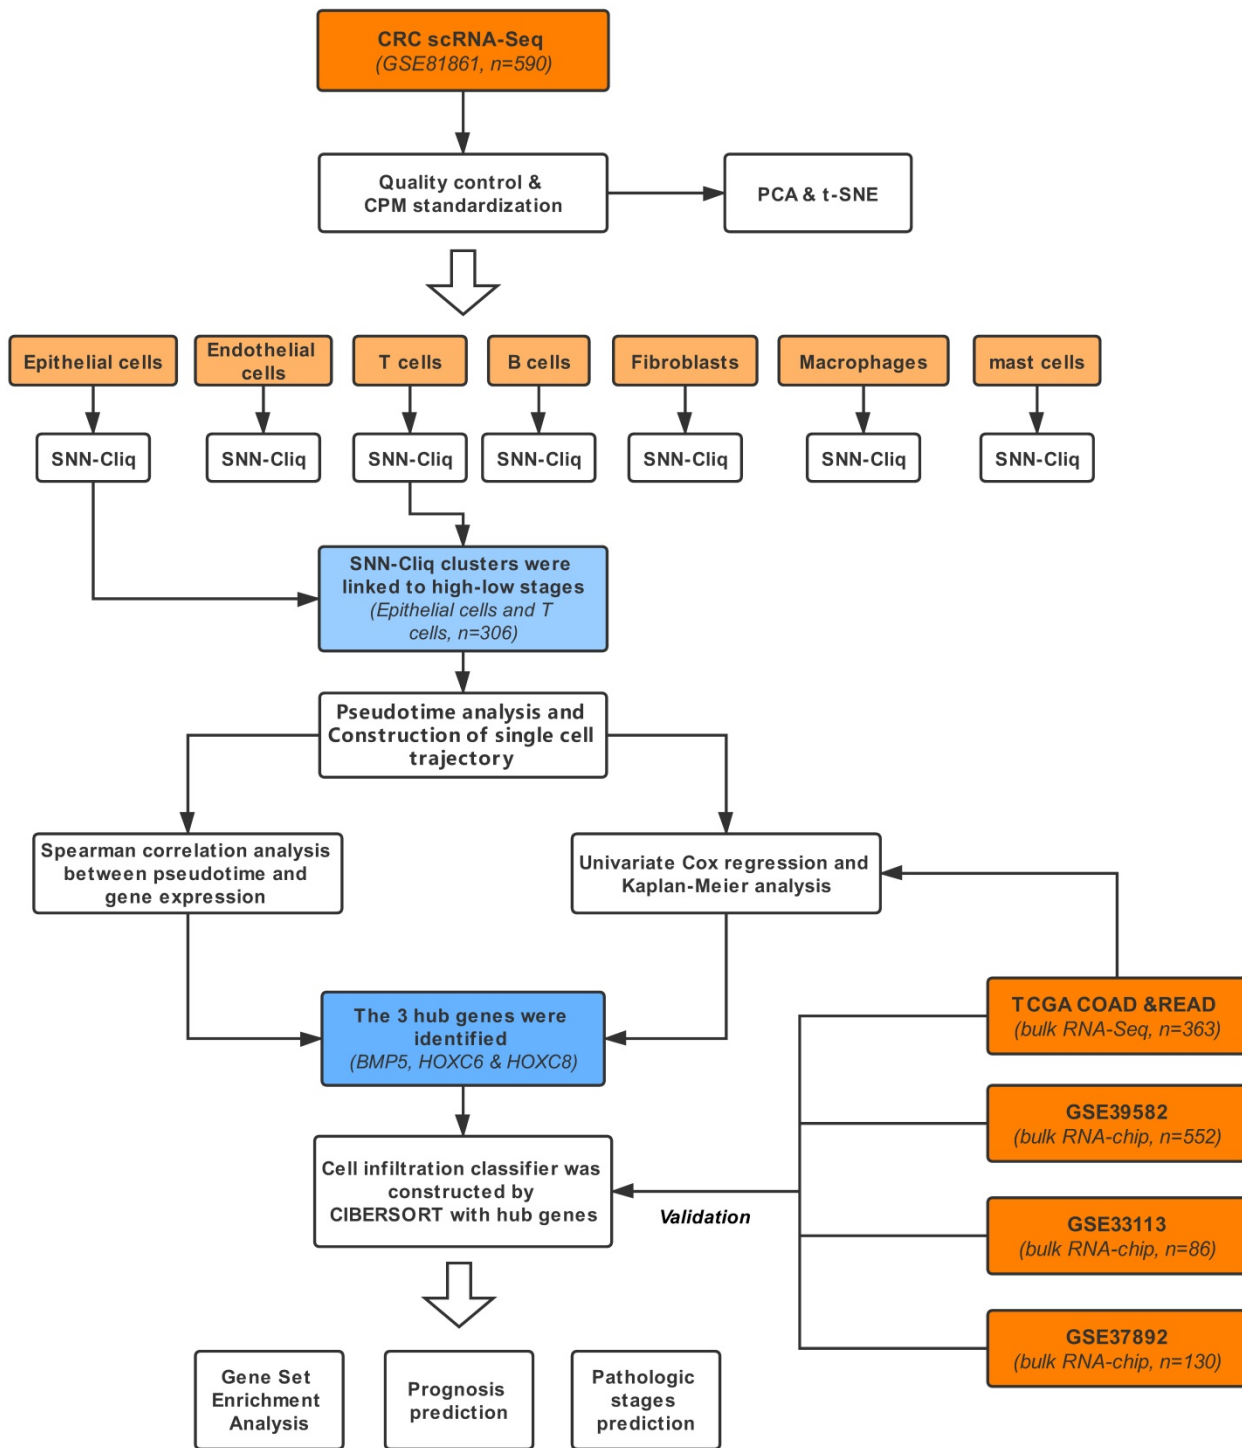 CRC scRNA-Seq
(GSE81861, n=590)
Quality control &
CPM standardization
PCA & t-SNE
Epithelial cells
Endothelial
cells
T cells
B cells
Fibroblasts
Macrophages
mast cells
SNN-Cliq
SNN-Cliq
SNN-Cliq
SNN-Cliq
SNN-Cliq
SNN-Cliq
SNN-Cliq
SNN-Cliq clusters were
linked to high-low stages
(Epithelial cells and T
cells, n=306)
Pseudotime analysis and
Construction of single cell
trajectory
Spearman correlation analysis
between pseudotime and
gene expression
Univariate Cox regression and
Kaplan-Meier analysis
The 3 hub genes were
identified
(BMP5, HOXC6 & HOXC8)
TCGA COAD &READ
(bulk RNA-Seq, n=363)
GSE39582
(bulk RNA-chip, n=552)
Cell infiltration classifier was
constructed by
CIBERSORT with hub genes
Validation
GSE33113
(bulk RNA-chip, n=86)
GSE37892
(bulk RNA-chip, n=130)
Gene Set
Enrichment
Analysis
Prognosis
prediction
Pathologic
stages
prediction